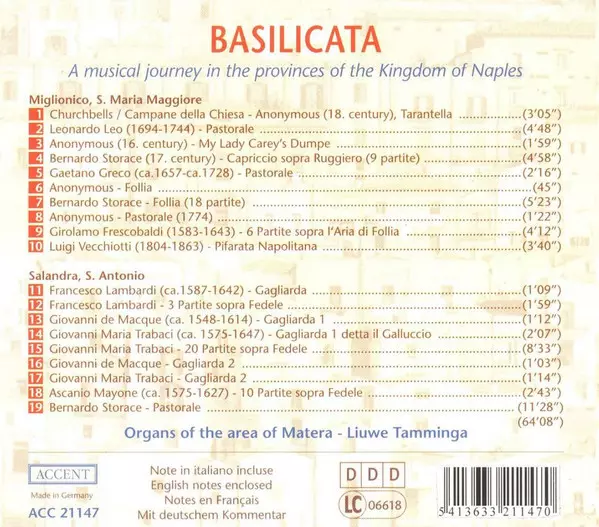 BASILICATA
A musical journey in the provinces of the Kingdom of Naples
Miglionico, S. Maria Maggiore
1 Churchbells / Campane della Chiesa - Anonymous (18. century), Tarantella (3’05”)
2 Leonardo Leo (1694-1744) - Pastorale (4’48”)
3 Anonymous (16. century) - My Lady Carey’s Dumpe (1’59”)
4 Bernardo Storace (17. century) - Capriccio sopra Ruggiero (9 partite) (4’58”)
5 Gaetano Greco (ca.1657-ca.1728) - Pastorale (2’16”)
6 Anonymous - Follia (45”)
7 Bernardo Storace - Follia (18 partite) (5’23”)
8 Anonymous - Pastorale (1774) (1’22”)
9 Girolamo Frescobaldi (1583-1643) - 6 Partite sopra l’Aria di Follia (4’12”)
10 Luigi Vecchiotti (1804-1863) - Pifarata Napolitana (3’40”)
Salandra, S. Antonio
11 Francesco Lambardi (ca.1587-1642) - Gagliarda (1’09”)
12 Francesco Lambardi - 3 Partite sopra Fedele (1’59”)
13 Giovanni de Macque (ca. 1548-1614) - Gagliarda 1 (1’12”)
14 Giovanni Maria Trabaci (ca. 1575-1647) - Gagliarda 1 detta il Galluccio (2’07”)
15 Giovanni Maria Trabaci - 20 Partite sopra Fedele (8’33”)
16 Giovanni de Macque - Gagliarda 2 (1’03”)
17 Giovanni Maria Trabaci - Gagliarda 2 (1’14”)
18 Ascanio Mayone (ca. 1575-1627) - 10 Partite sopra Fedele (2’43”)
19 Bernardo Storace - Pastorale (11’28”)
(64’08”)
Organs of the area of Matera - Liuwe Tamminga
ACCENT
Made in Germany
ACC 21147
Note in italiano incluse
English notes enclosed
Notes en Français
Mit deutschem Kommentar
D D D
LC 06618
5 413633 211470